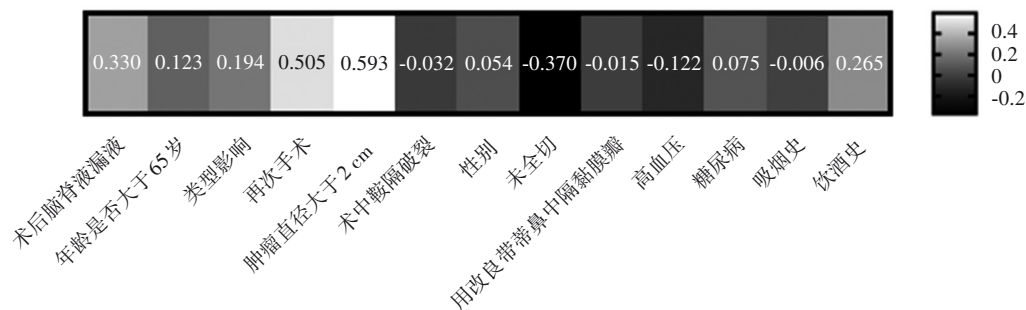 0.330 0.123 0.194 0.505 0.593 -0.032 0.054 -0.370 -0.015 -0.122 0.075 -0.006 0.265
0.4
0.2
0
-0.2
术后脑脊液漏液
年龄是否大于 65 岁
类型影响
再次手术
肿瘤直径大于 2 cm
术中鞍隔破裂
性别
未全切
用改良带蒂鼻中隔黏膜瓣
高血压
糖尿病
吸烟史
饮酒史